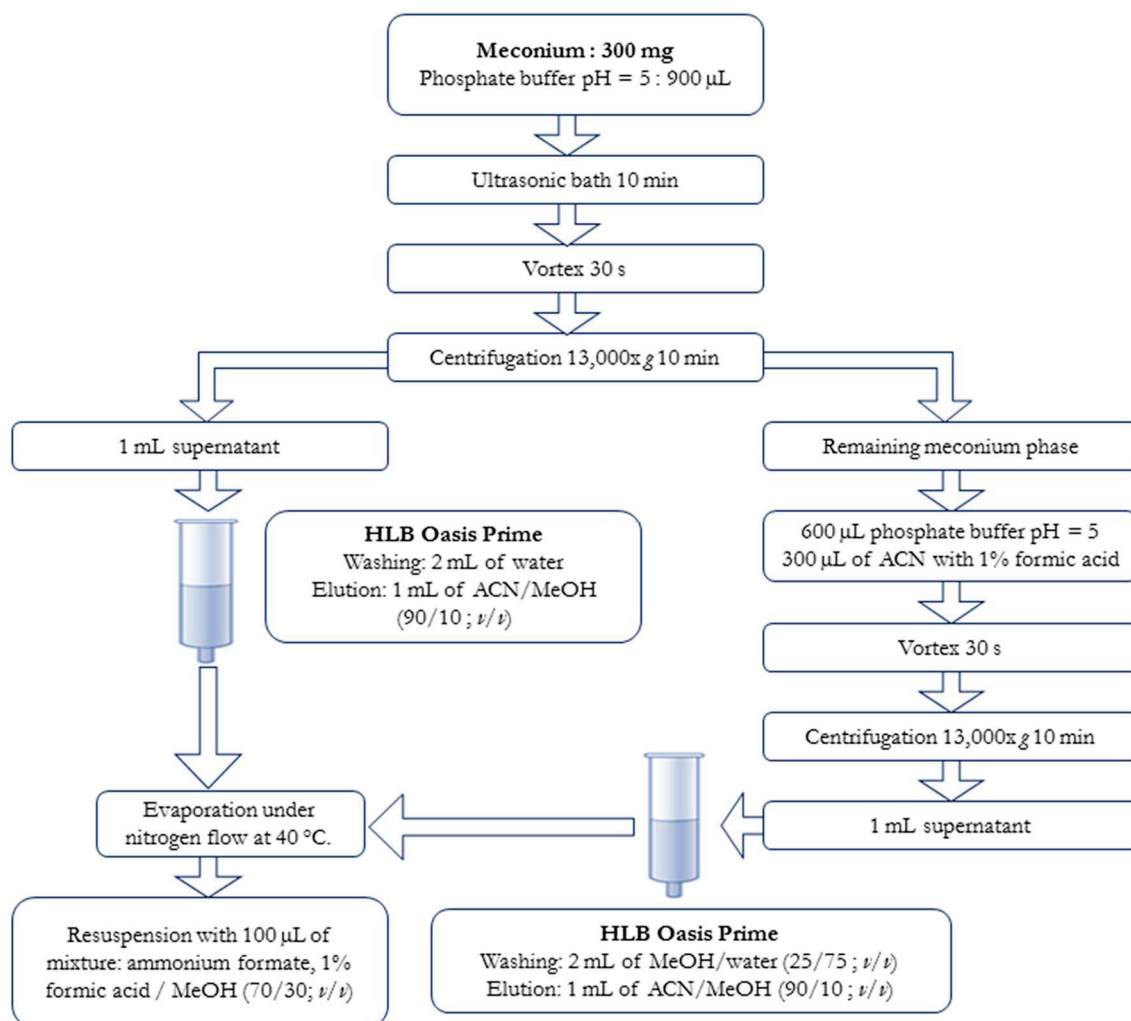 Meconium : 300 mg
Phosphate buffer pH = 5 : 900 µL
Ultrasonic bath 10 min
Vortex 30 s
Centrifugation 13,000x g 10 min
1 mL supernatant
HLB Oasis Prime
Washing: 2 mL of water
Elution: 1 mL of ACN/MeOH
(90/10 ; v/v)
Remaining meconium phase
600 µL phosphate buffer pH = 5
300 µL of ACN with 1% formic acid
Vortex 30 s
Centrifugation 13,000x g 10 min
1 mL supernatant
HLB Oasis Prime
Washing: 2 mL of MeOH/water (25/75 ; v/v)
Elution: 1 mL of ACN/MeOH (90/10 ; v/v)
Evaporation under
nitrogen flow at 40 °C.
Resuspension with 100 µL of
mixture: ammonium formate, 1%
formic acid / MeOH (70/30; v/v)